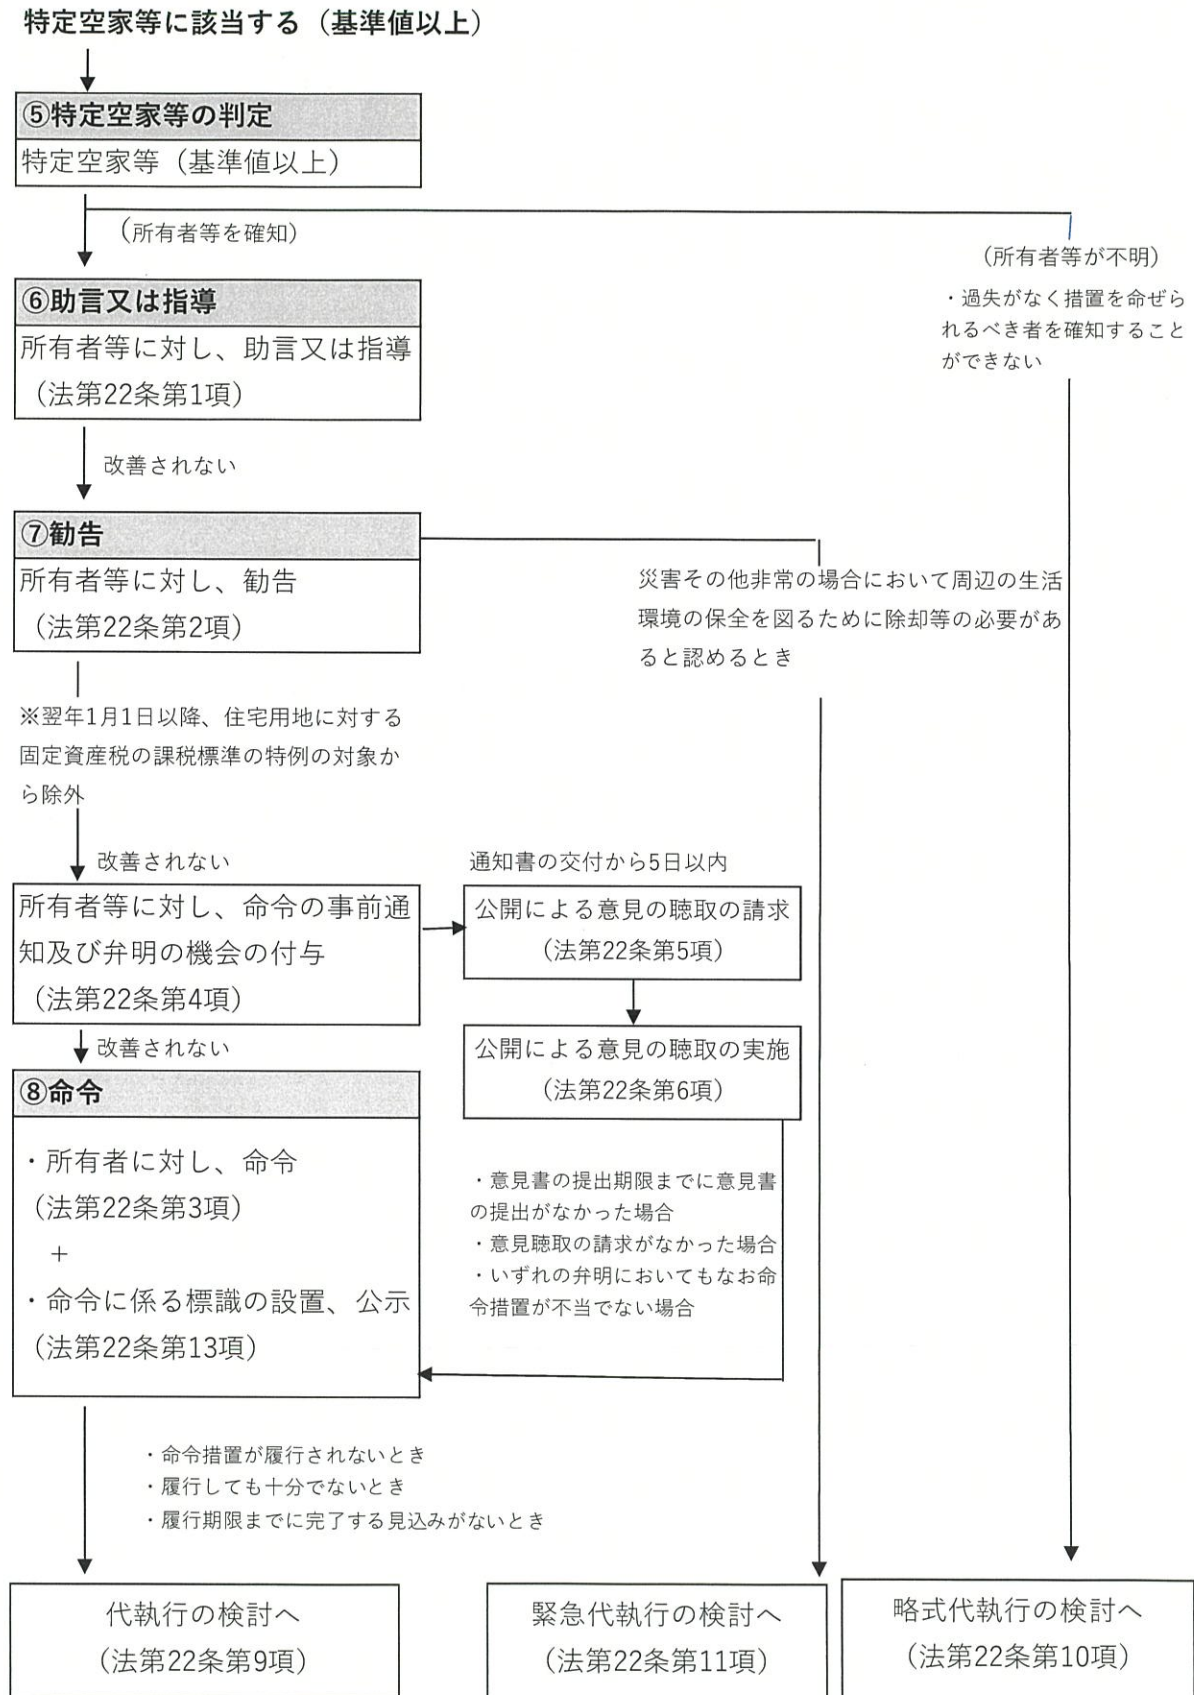 特定空家等に該当する（基準値以上）
⑤特定空家等の判定
特定空家等（基準値以上）
（所有者等を確知）
（所有者等が不明）
・過失がなく措置を命ぜら
れるべき者を確知すること
ができない
⑥助言又は指導
所有者等に対し、助言又は指導
（法第22条第1項）
改善されない
⑦勧告
所有者等に対し、勧告
（法第22条第2項）
災害その他非常の場合において周辺の生活
環境の保全を図るために除却等の必要があ
ると認めるとき
※翌年1月1日以降、住宅用地に対する
固定資産税の課税標準の特例の対象か
ら除外
改善されない
所有者等に対し、命令の事前通
知及び弁明の機会の付与
（法第22条第4項）
通知書の交付から5日以内
公開による意見の聴取の請求
（法第22条第5項）
公開による意見の聴取の実施
（法第22条第6項）
改善されない
⑧命令
・所有者に対し、命令
（法第22条第3項）
+
・命令に係る標識の設置、公示
（法第22条第13項）
・意見書の提出期限までに意見書
の提出がなかった場合
・意見聴取の請求がなかった場合
・いずれの弁明においてもなお命
令措置が不当でない場合
・命令措置が履行されないとき
・履行しても十分でないとき
・履行期限までに完了する見込みがないとき
代執行の検討へ
（法第22条第9項）
緊急代執行の検討へ
（法第22条第11項）
略式代執行の検討へ
（法第22条第10項）